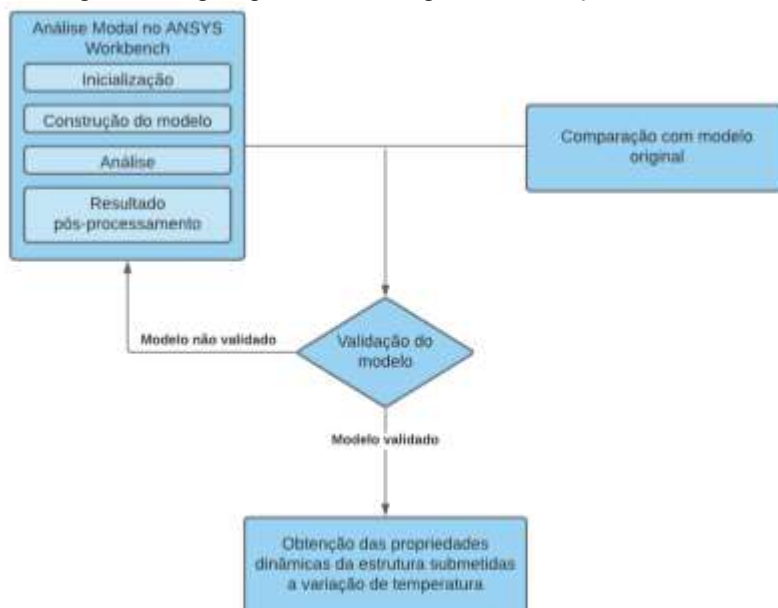 Análise Modal no ANSYS
Workbench
Inicialização
Construção do modelo
Análise
Resultado
pós-processamento
Comparação com modelo
original
Modelo não validado
Validação do
modelo
Modelo validado
Obtenção das propriedades
dinâmicas da estrutura submetidas
a variação de temperatura